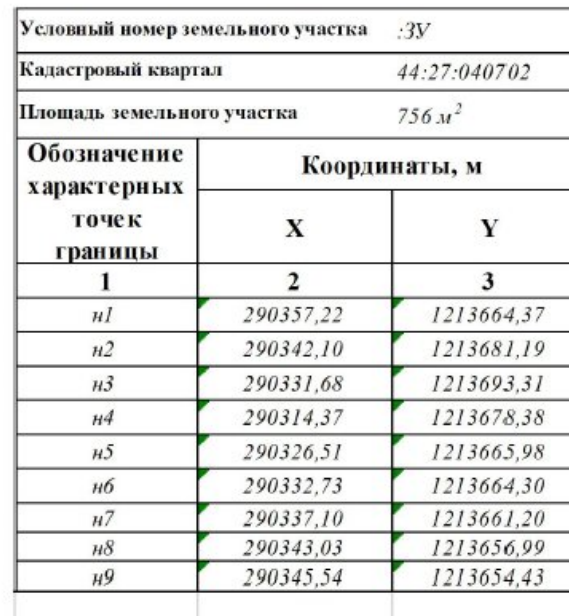 Условный номер земельного участка :ЗУ
Кадастровый квартал 44:27:040702
Площадь земельного участка 756 м²
Обозначение
характерных
точек
границы
Координаты, м
X Y
1 2 3
н1 290357,22 1213664,37
н2 290342,10 1213681,19
н3 290331,68 1213693,31
н4 290314,37 1213678,38
н5 290326,51 1213665,98
н6 290332,73 1213664,30
н7 290337,10 1213661,20
н8 290343,03 1213656,99
н9 290345,54 1213654,43